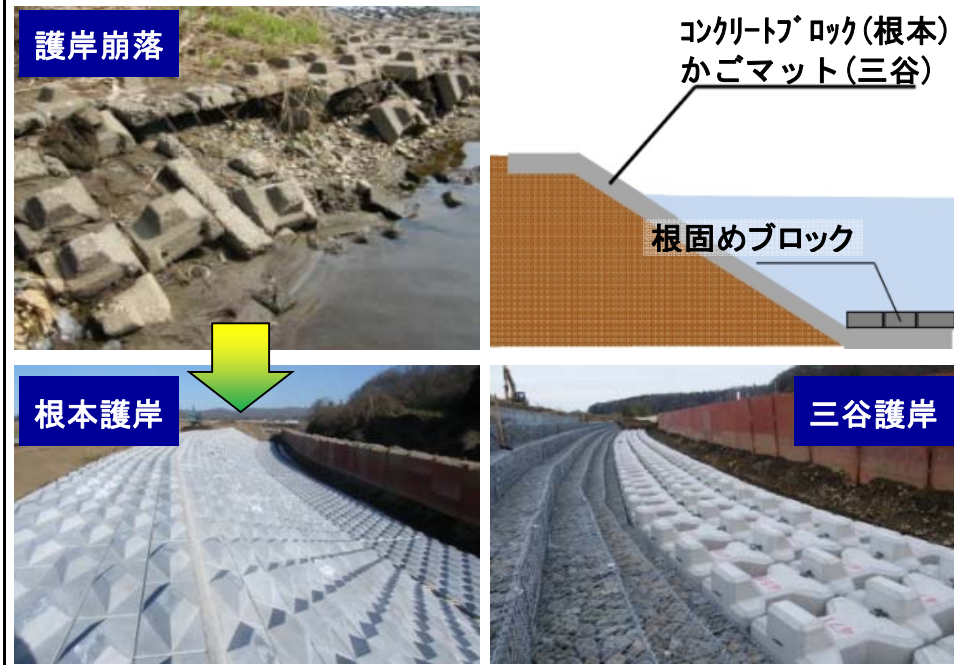 護岸崩落
ｺﾝｸﾘｰﾄﾌﾞﾛｯｸ(根本)
かごマット(三谷)
根固めブロック
根本護岸
三谷護岸